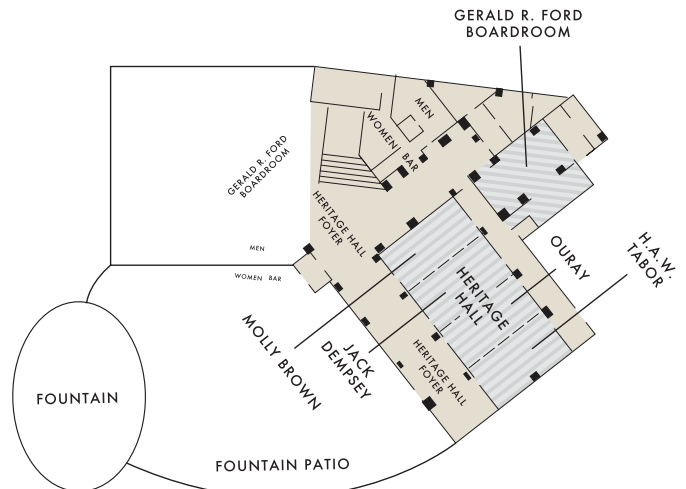 GERALD R. FORD
BOARDROOM
MEN
WOMEN
BAR
GERALD R. FORD
BOARDROOM
HERITAGE HALL
FOYER
MEN
WOMEN BAR
OURAY
H.A.W.
TABOR
HERITAGE
HALL
MOLLY BROWN
JACK
DEMPSEY
HERITAGE HALL
FOYER
FOUNTAIN
FOUNTAIN PATIO